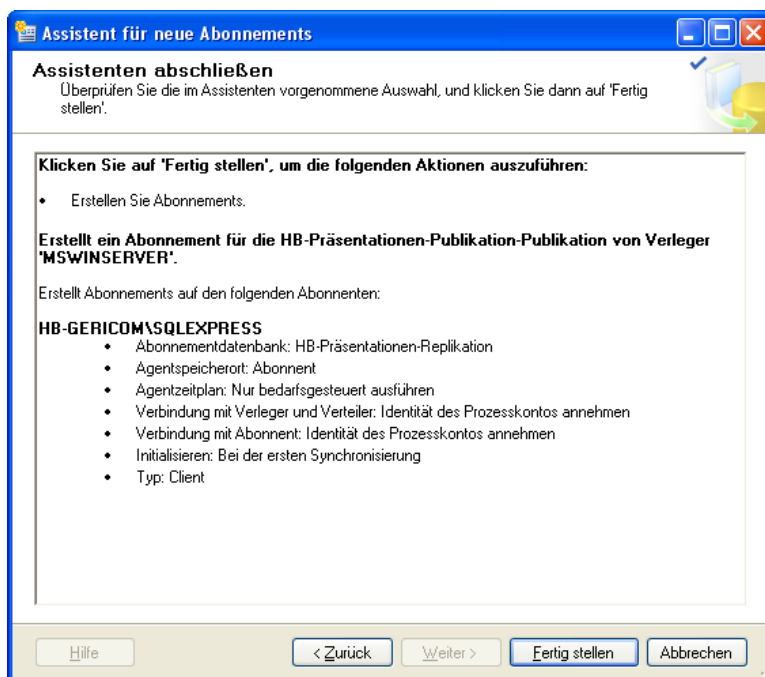 Assistent für neue Abonnements
Assistenten abschließen
Überprüfen Sie die im Assistenten vorgenommene Auswahl, und klicken Sie dann auf 'Fertig
stellen'.
Klicken Sie auf 'Fertig stellen', um die folgenden Aktionen auszuführen:
• Erstellen Sie Abonnements.
Erstellt ein Abonnement für die HB-Präsentationen-Publikation-Publikation von Verleger
'MSWINSERVER'.
Erstellt Abonnements auf den folgenden Abonnenten:
HB-GERICOM\SQLEXPRESS
• Abonnementdatenbank: HB-Präsentationen-Replikation
• Agentspeicherort: Abonnent
• Agentzeitplan: Nur bedarfsgesteuert ausführen
• Verbindung mit Verleger und Verteiler: Identität des Prozesskontos annehmen
• Verbindung mit Abonnent: Identität des Prozesskontos annehmen
• Initialisieren: Bei der ersten Synchronisierung
• Typ: Client
Hilfe
< Zurück
Weiter >
Fertig stellen
Abbrechen